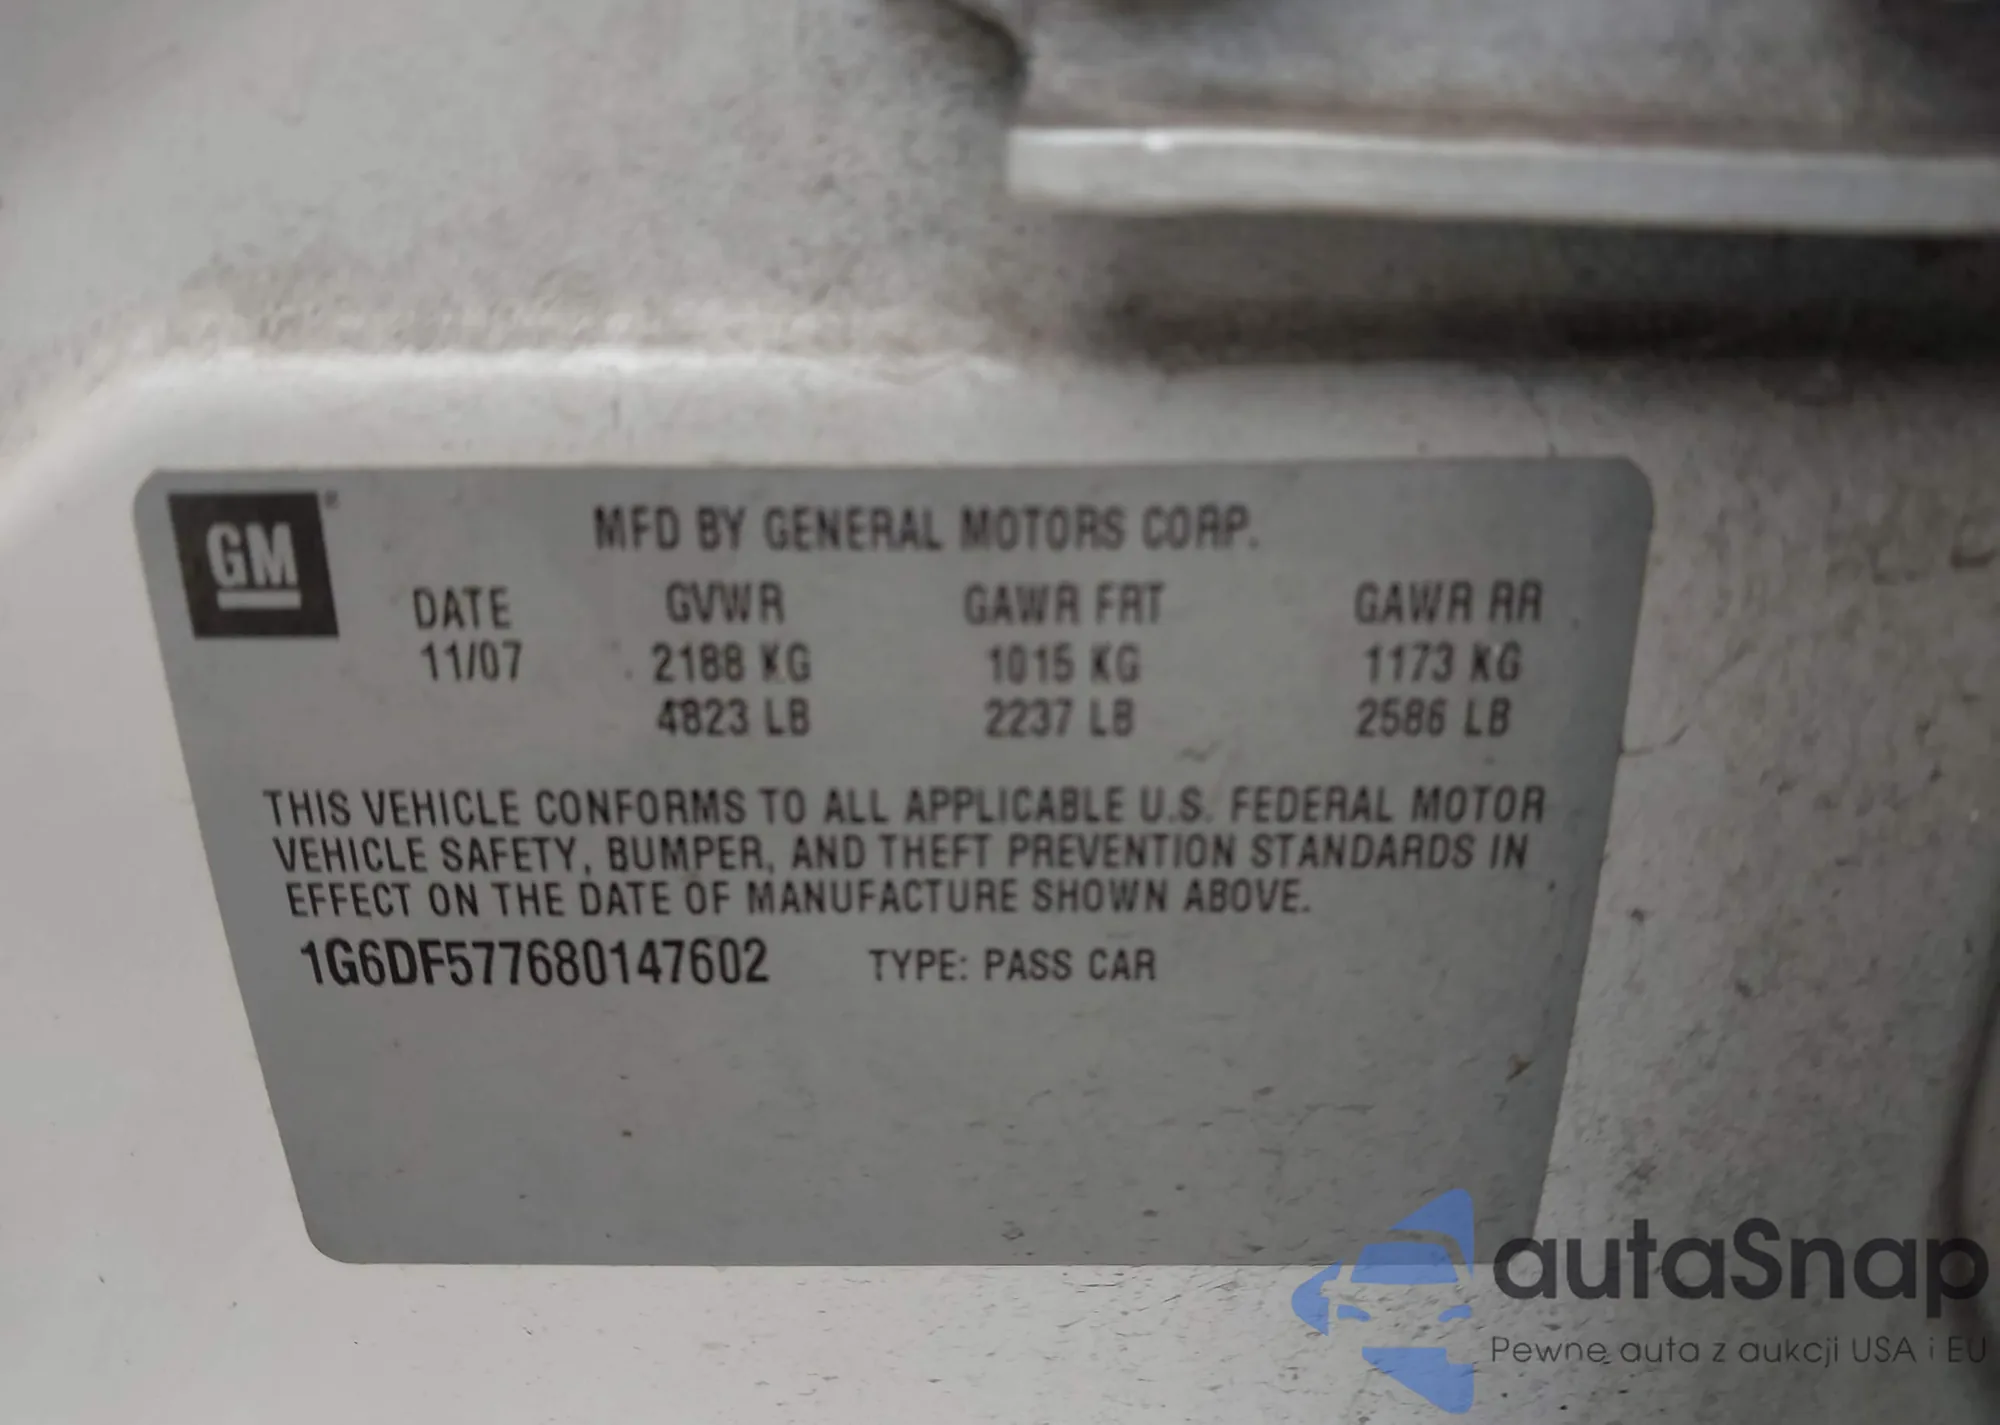 GM
MFD BY GENERAL MOTORS CORP.
DATE GVWR GAWR FRT GAWR RR
11/07 2188 KG 1015 KG 1173 KG
4823 LB 2237 LB 2586 LB
THIS VEHICLE CONFORMS TO ALL APPLICABLE U.S. FEDERAL MOTOR
VEHICLE SAFETY, BUMPER, AND THEFT PREVENTION STANDARDS IN
EFFECT ON THE DATE OF MANUFACTURE SHOWN ABOVE.
1G6DF577680147602 TYPE: PASS CAR
autaSnap
Pewne auta z aukcji USA i EU